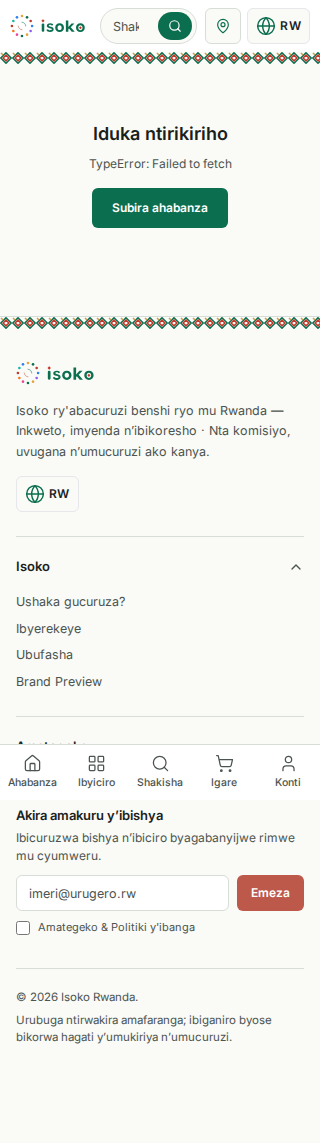 isoko
Shak
RW
Iduka ntirikiriho
TypeError: Failed to fetch
Subira ahabanza
isoko
Isoko ry'abacuruzi benshi ryo mu Rwanda —
Inkweto, imyenda n’ibikoresho · Nta komisiyo,
uvugana n’umucuruzi ako kanya.
RW
Isoko
Ushaka gucuruza?
Ibyerekeye
Ubufasha
Brand Preview
Ahabanza
Ibyiciro
Shakisha
Igare
Konti
Akira amakuru y’ibishya
Ibicuruzwa bishya n’ibiciro byagabanyijwe rimwe
mu cyumweru.
imeri@urugero.rw
Emeza
Amategeko & Politiki y'ibanga
© 2026 Isoko Rwanda.
Urubuga ntirwakira amafaranga; ibiganiro byose
bikorwa hagati y’umukiriya n’umucuruzi.